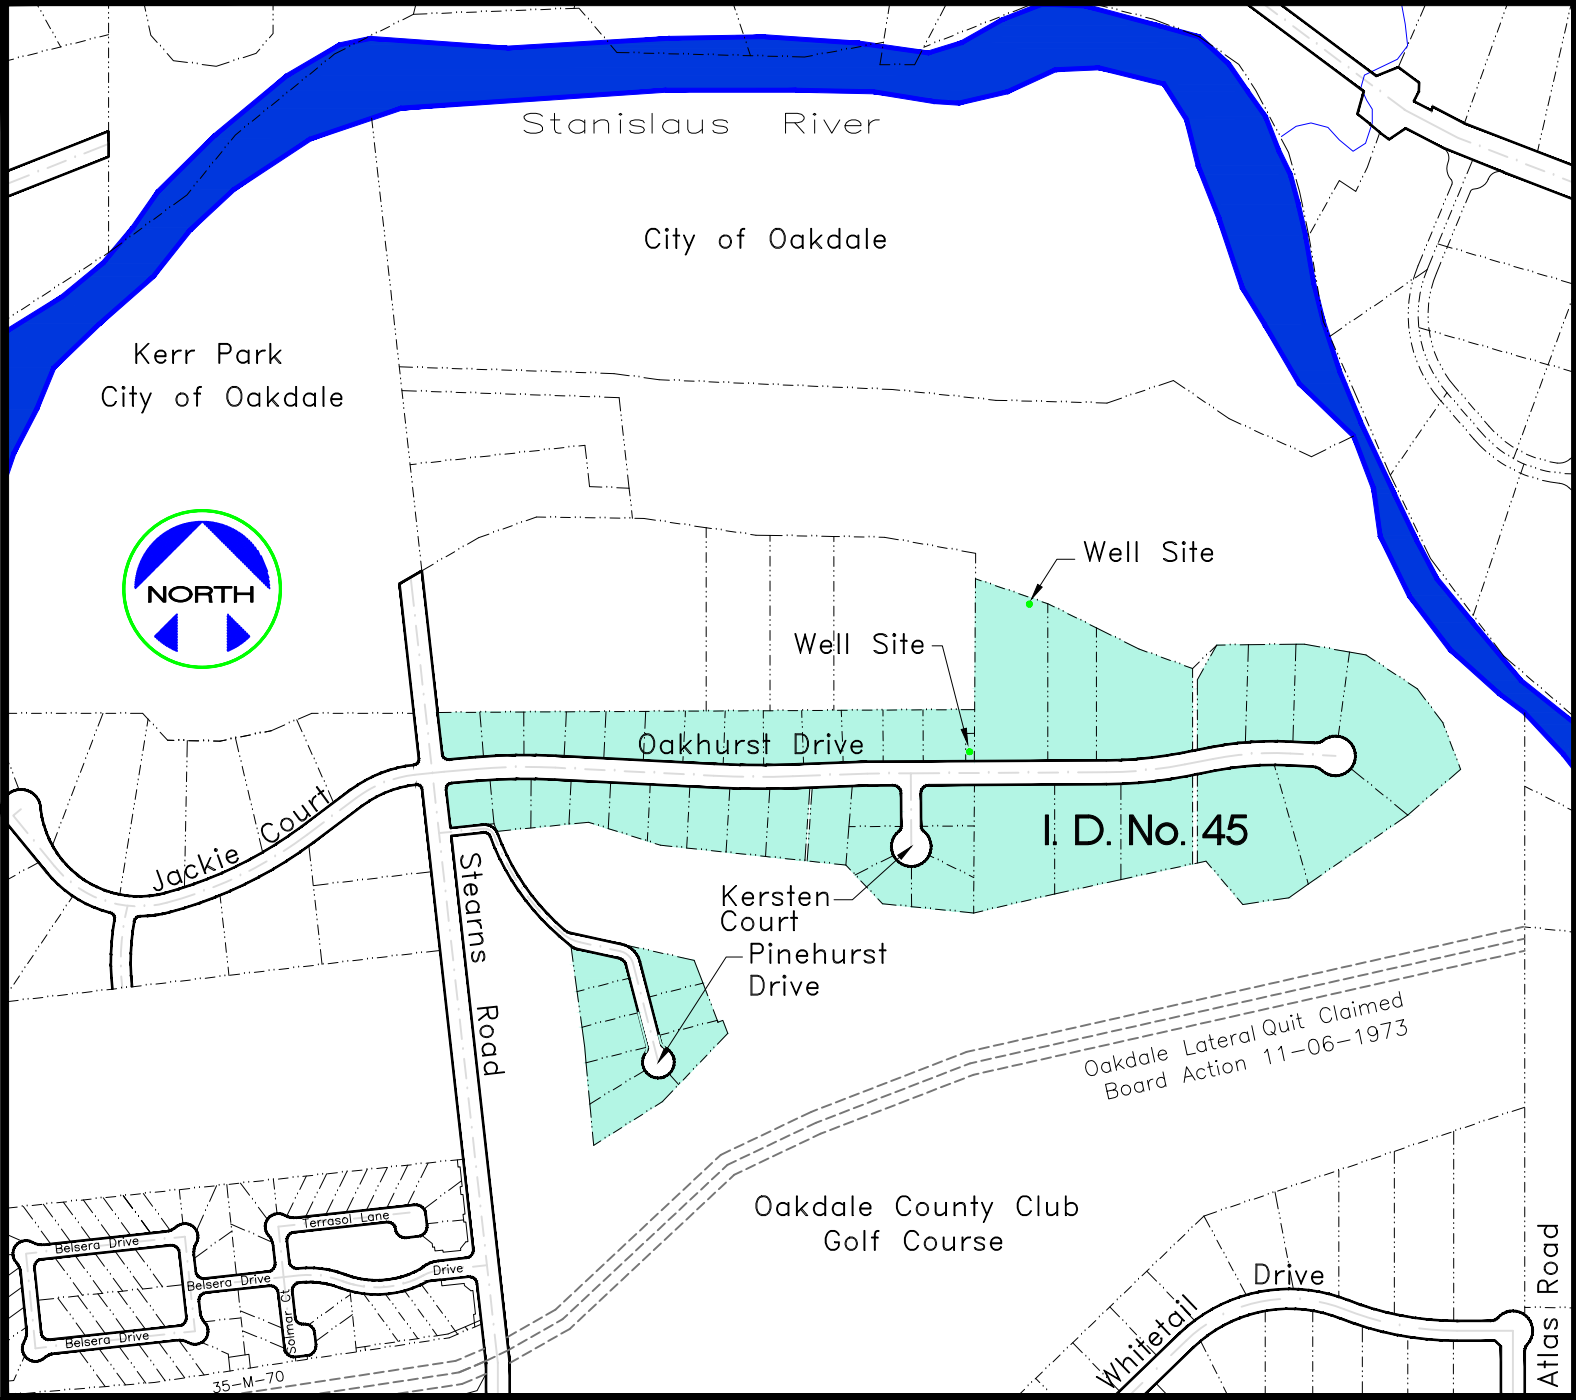 Stanislaus River
City of Oakdale
Kerr Park
City of Oakdale
NORTH
Well Site
Well Site
Oakhurst Drive
I. D. No. 45
Jackie Court
Stearns Road
Kersten
Court
Pinehurst
Drive
Oakdale Lateral Quit Claimed
Board Action 11-06-1973
Oakdale County Club
Golf Course
Terrasol Lane
Belsera Drive
Belsera Drive
Drive
Belsera Drive
Solmar Ct
35-M-70
Whitetail Drive
Atlas Road